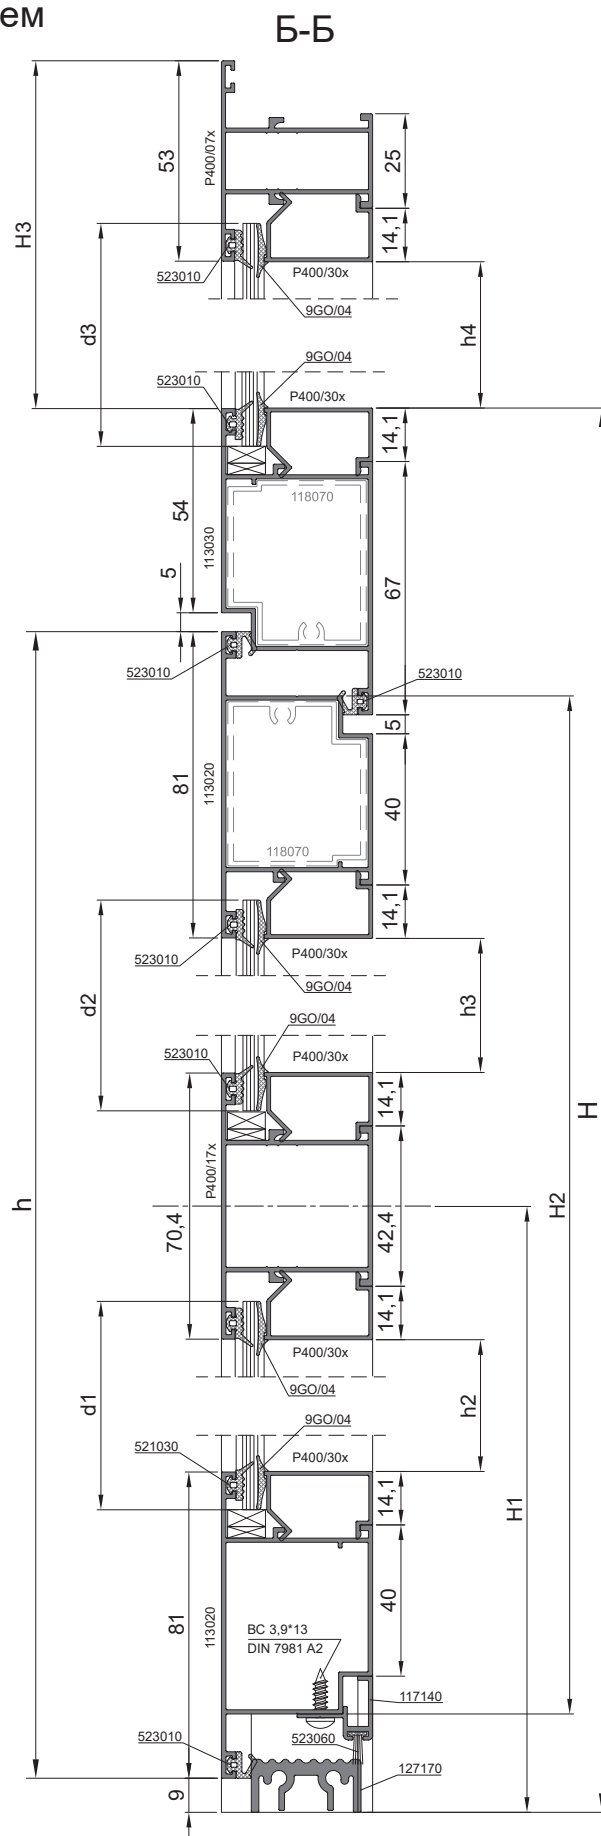 ем
Б-Б
H3
53
P400/07x
25
14,1
d3
523010
P400/30x
9GO/04
h4
9GO/04
523010
P400/30x
14,1
54
118070
113030
5
67
523010
523010
5
81
113020
40
118070
14,1
523010
P400/30x
9GO/04
d2
h3
9GO/04
523010
P400/30x
14,1
H
h
P400/17x
70,4
42,4
H2
14,1
P400/30x
9GO/04
d1
h2
9GO/04
521030
P400/30x
14,1
H1
81
113020
40
BC 3,9*13
DIN 7981 A2
117140
523010
523060
127170
9